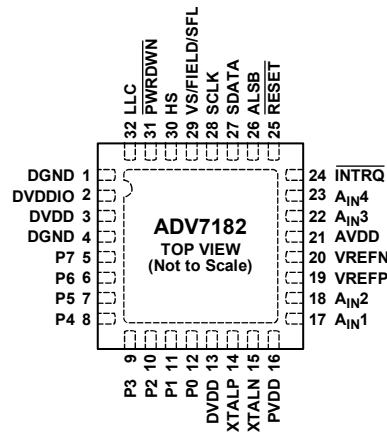 32 LLC
31 PWRDWN
30 HS
29 VS/FIELD/SFL
28 SCLK
27 SDATA
26 ALSB
25 RESET
DGND 1
DVDDIO 2
DVDD 3
DGND 4
P7 5
P6 6
P5 7
P4 8
ADV7182
TOP VIEW
(Not to Scale)
24 INTRQ
23 AIN4
22 AIN3
21 AVDD
20 VREFN
19 VREFP
18 AIN2
17 AIN1
P3 9
P2 10
P1 11
P0 12
DVDD 13
XTALP 14
XTALN 15
PVDD 16